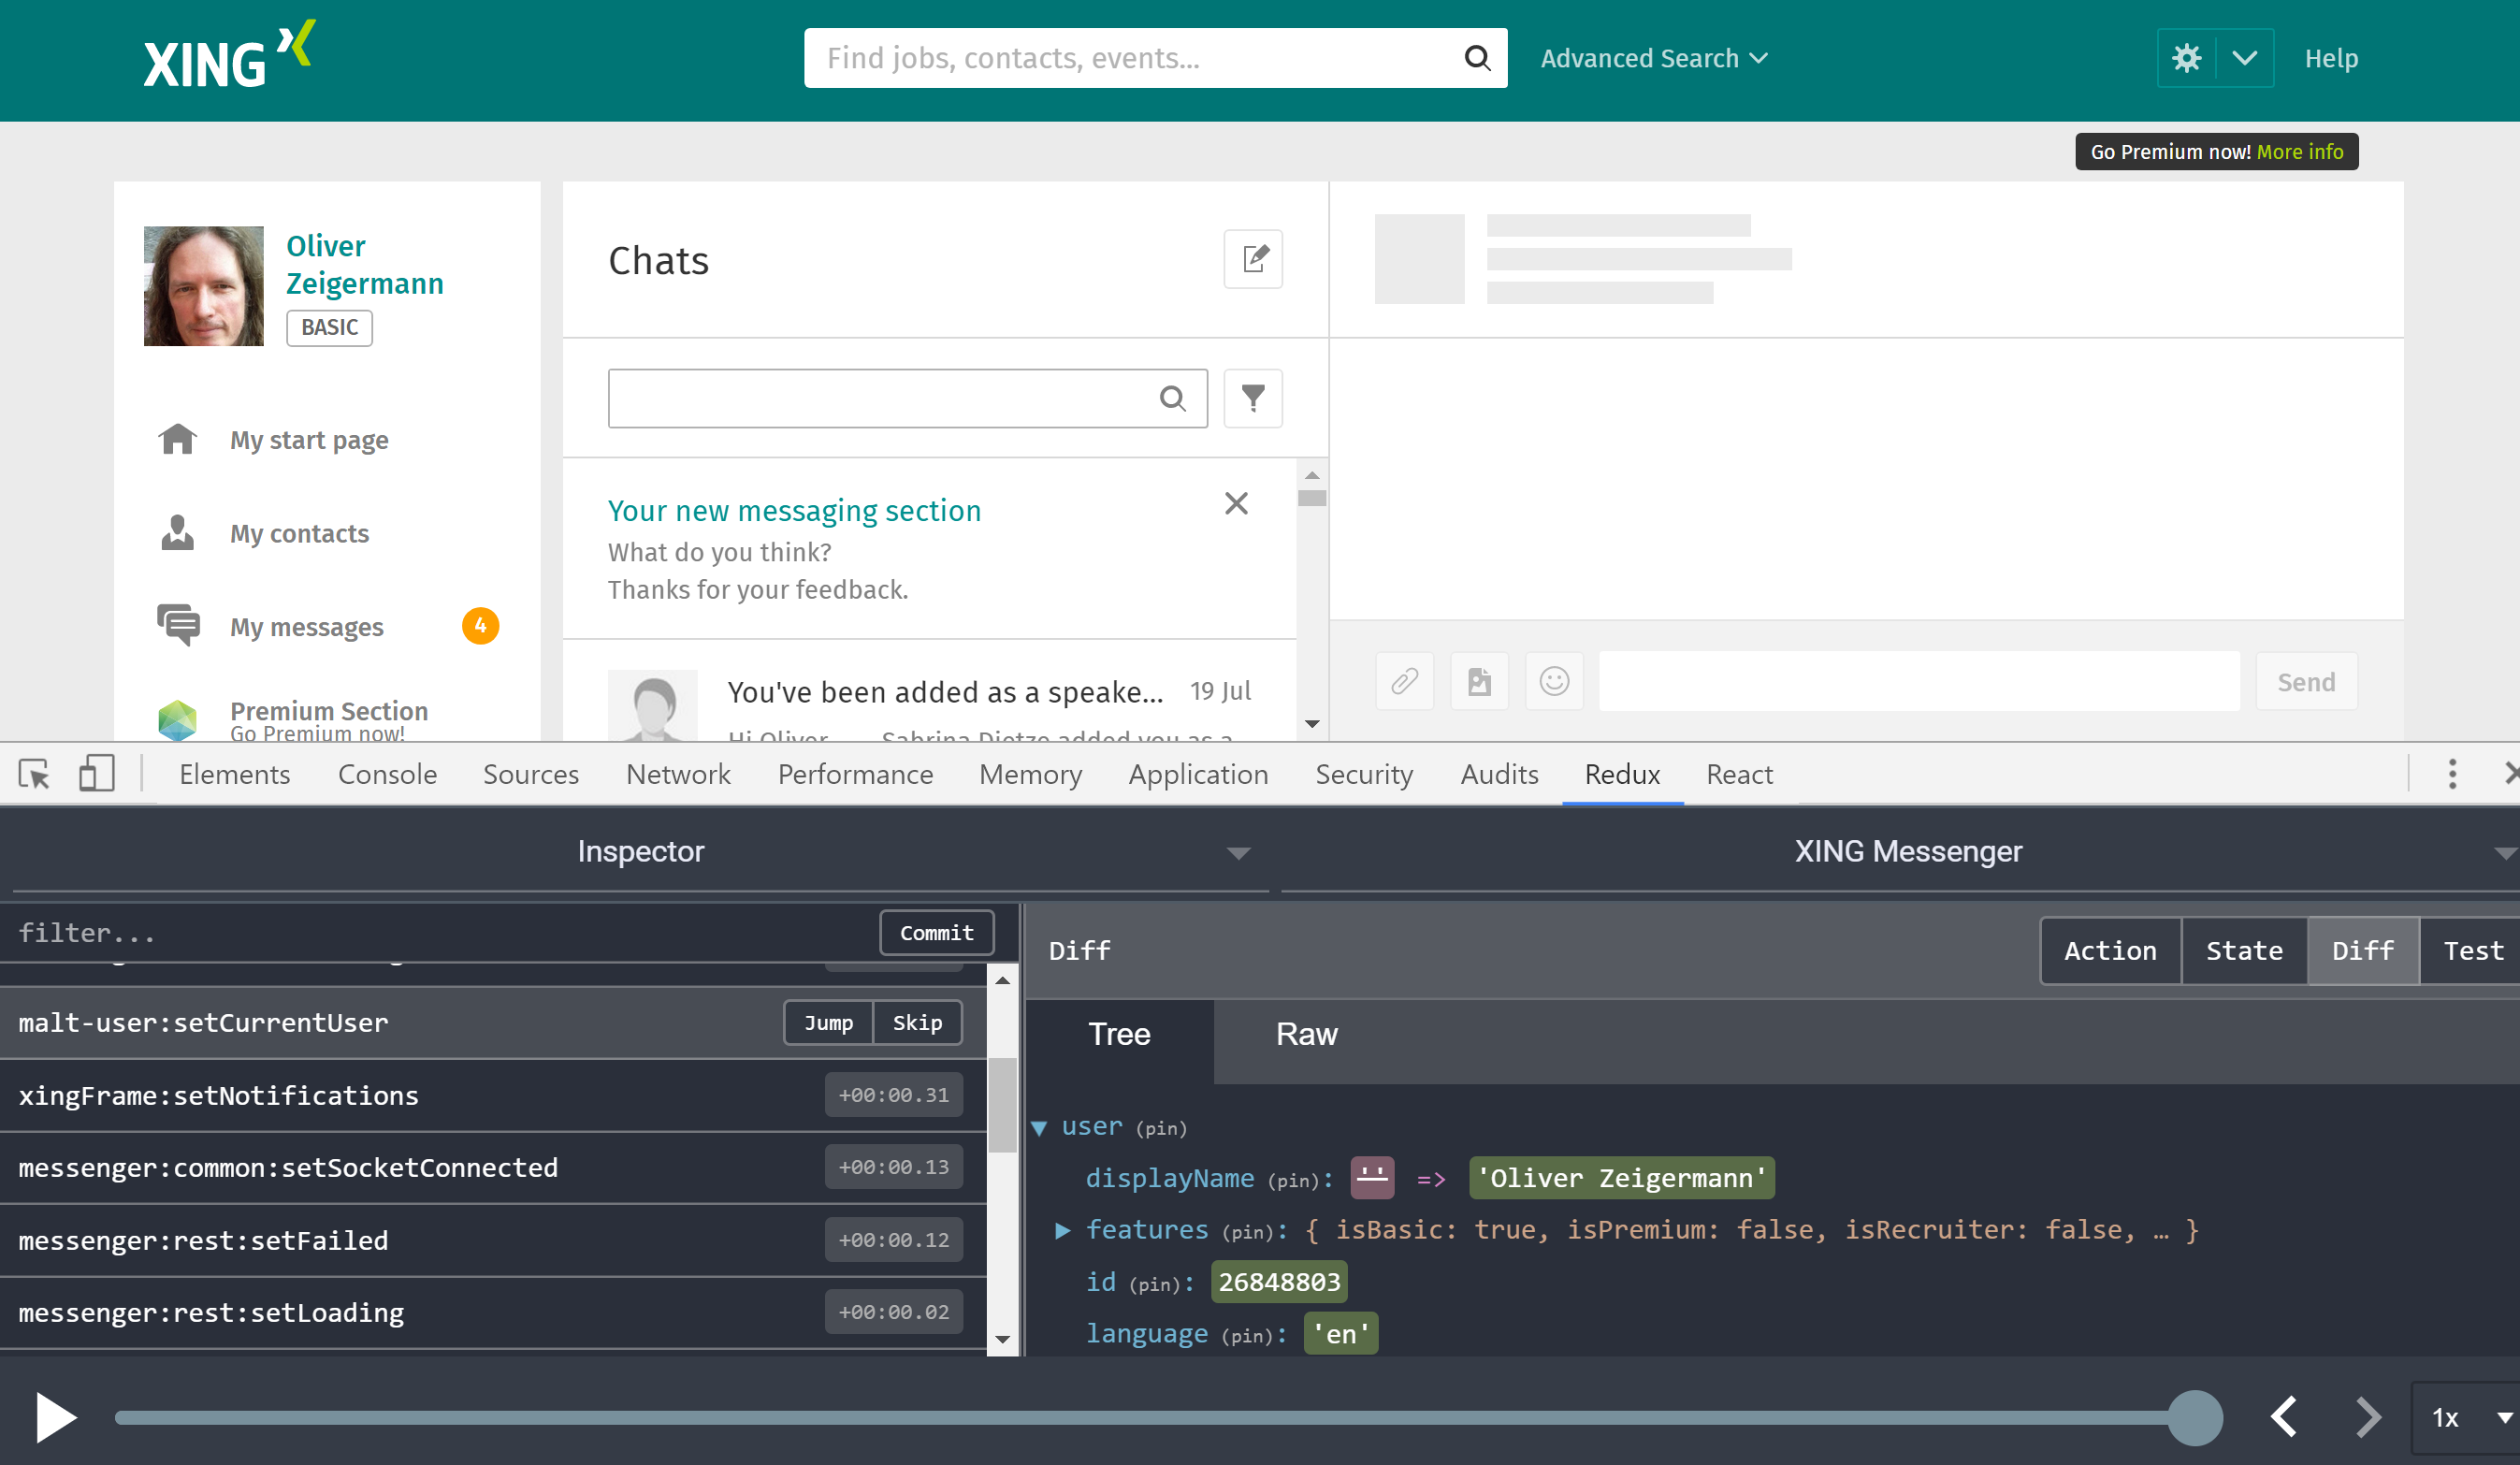 XING
Find jobs, contacts, events...
Advanced Search
Help
Go Premium now! More info
Oliver
Zeigermann
BASIC
My start page
My contacts
My messages
4
Premium Section
Go Premium now!
Chats
Your new messaging section
What do you think?
Thanks for your feedback.
You've been added as a speake...
19 Jul
Hi Oliver
Sabrina Dietze added you as a
Send
Elements
Console
Sources
Network
Performance
Memory
Application
Security
Audits
Redux
React
Inspector
XING Messenger
filter...
Commit
malt-user:setCurrentUser
Jump
Skip
xingFrame:setNotifications
+00:00.31
messenger:common:setSocketConnected
+00:00.13
messenger:rest:setFailed
+00:00.12
messenger:rest:setLoading
+00:00.02
Diff
Action
State
Diff
Test
Tree
Raw
user (pin)
displayName (pin): '' => 'Oliver Zeigermann'
features (pin): { isBasic: true, isPremium: false, isRecruiter: false, … }
id (pin): 26848803
language (pin): 'en'
1x